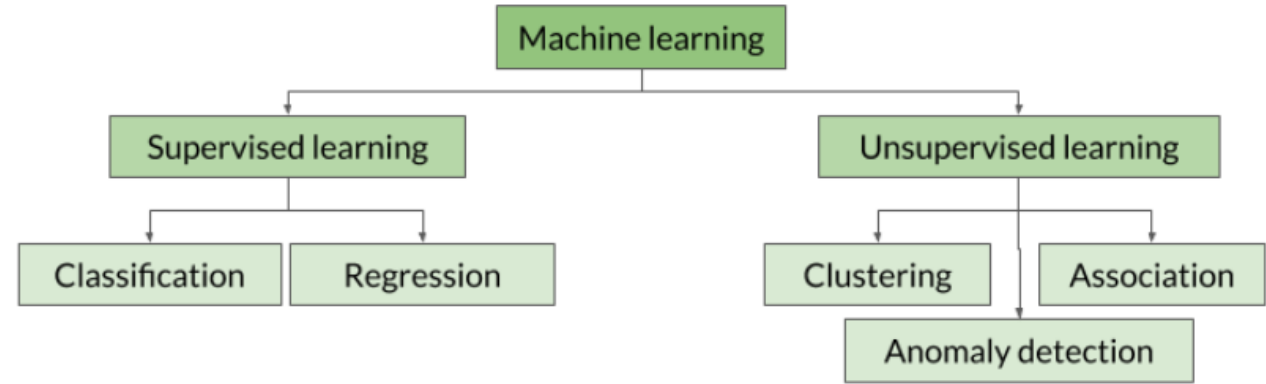 Machine learning
Supervised learning
Unsupervised learning
Classification
Regression
Clustering
Association
Anomaly detection